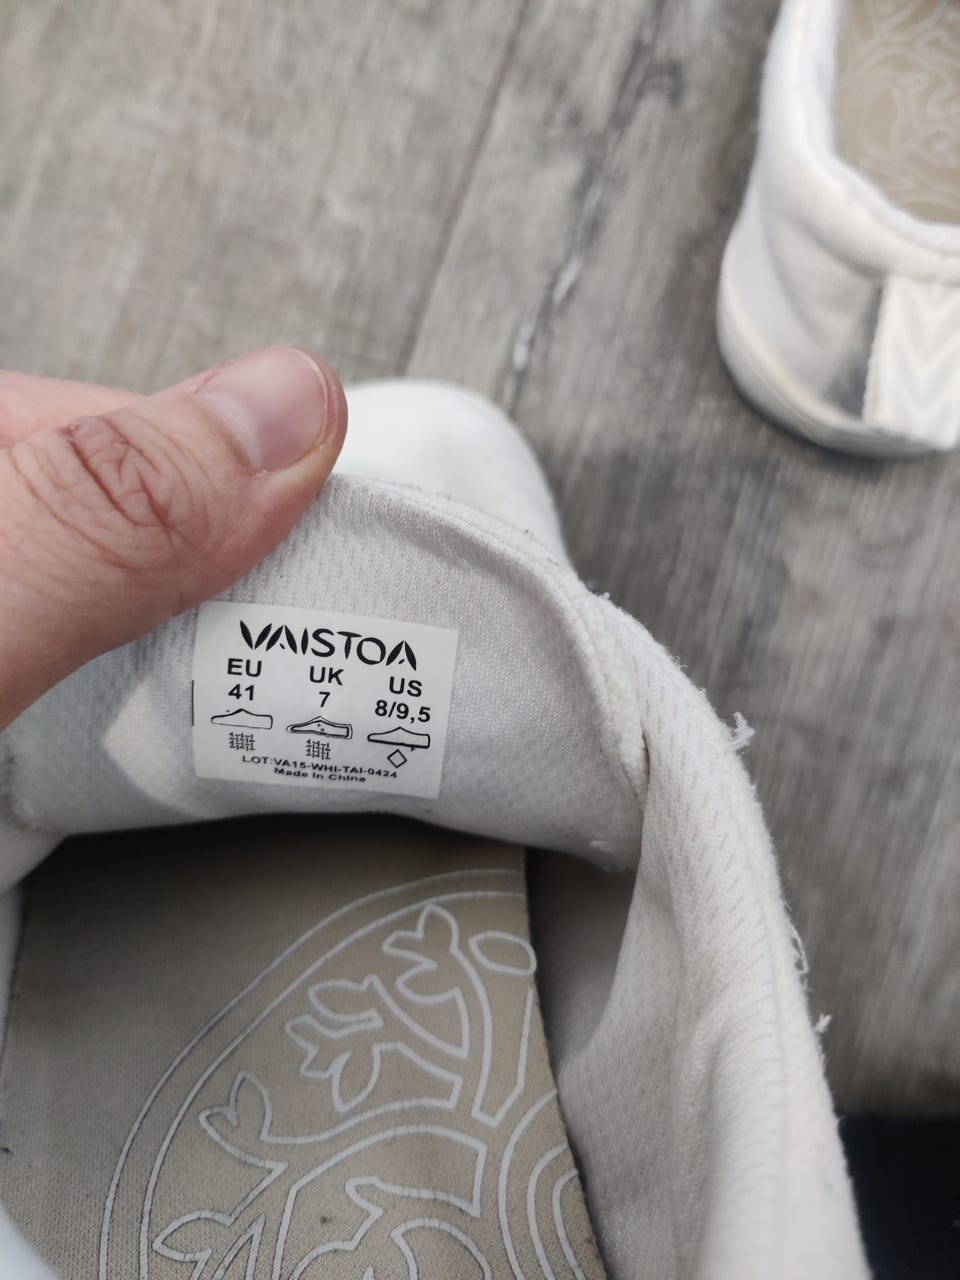 VAISTOA
EU UK US
41 7 8/9,5
LOT:VA15-WHI-TAI-0424
Made In China